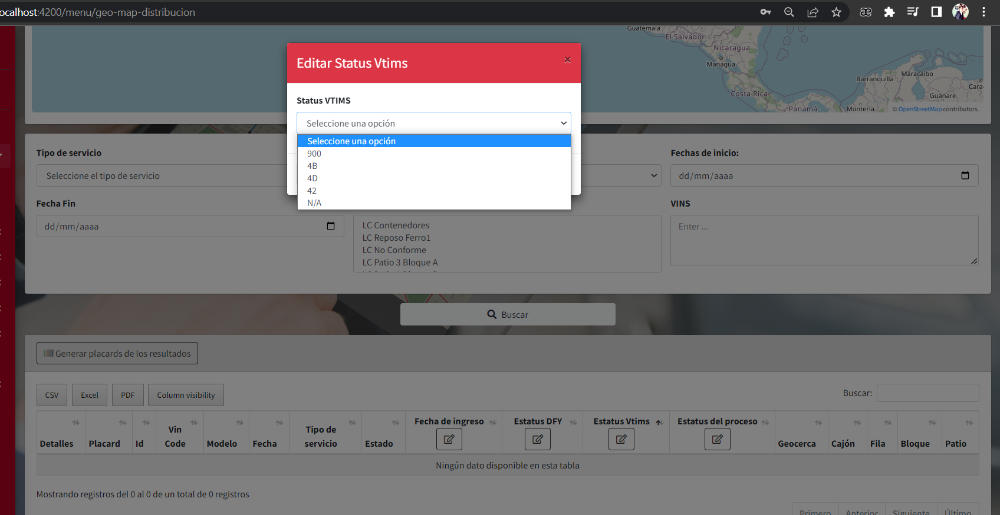 ocalhost:4200/menu/geo-map-distribucion
Guatemala
El Salvador
Nicaragua
Managua
Costa Rica
Panamá
Barranquilla
Maracaibo
Cara
Guanare
Montería
© OpenStreetMap contributors.
Editar Status Vtims
×
Status VTIMS
Seleccione una opción
Seleccione una opción
900
4B
4D
42
N/A
Tipo de servicio
Seleccione el tipo de servicio
Fechas de inicio:
dd/mm/aaaa
Fecha Fin
dd/mm/aaaa
LC Contenedores
LC Reposo Ferro1
LC No Conforme
LC Patio 3 Bloque A
VINS
Enter ...
Buscar
Generar placards de los resultados
CSV Excel PDF Column visibility
Buscar:
Detalles
Placard
Id
Vin
Code
Modelo
Fecha
Tipo de
servicio
Estado
Fecha de ingreso
Estatus DFY
Estatus Vtims
Estatus del proceso
Geocerca
Cajón
Fila
Bloque
Patio
Ningún dato disponible en esta tabla
Mostrando registros del 0 al 0 de un total de 0 registros
Primero Anterior Siguiente Último